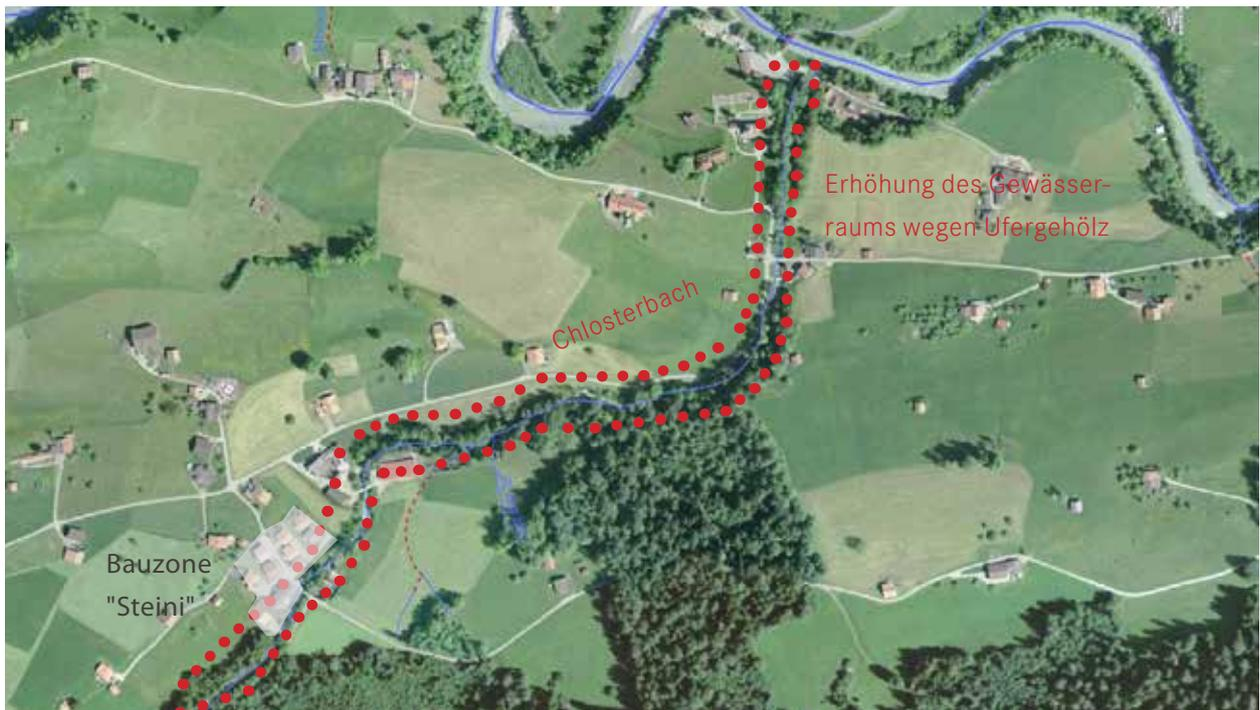 Erhöhung des Gewässer-
raums wegen Ufergehölz
Chlosterbach
Bauzone
"Steini"